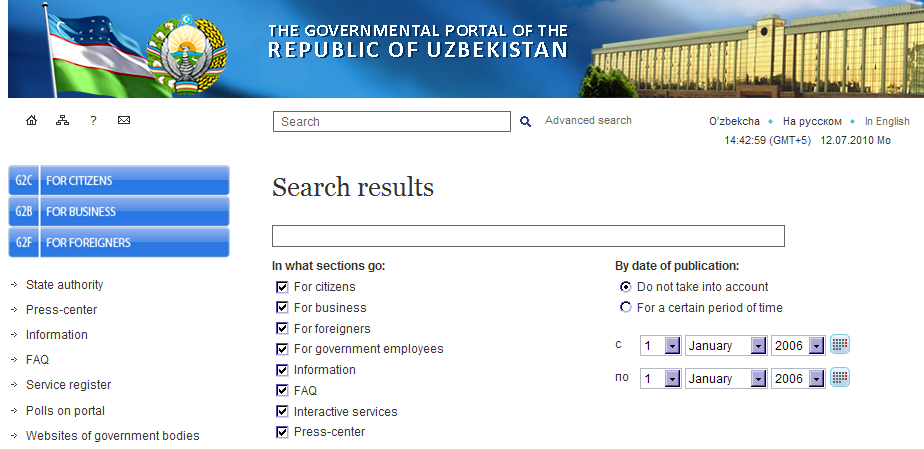 THE GOVERNMENTAL PORTAL OF THE
REPUBLIC OF UZBEKISTAN
?
Search
Advanced search
O'zbekcha
На русском
In English
14:42:59 (GMT+5) 12.07.2010 Mo
G2C FOR CITIZENS
G2B FOR BUSINESS
G2F FOR FOREIGNERS
State authority
Press-center
Information
FAQ
Service register
Polls on portal
Websites of government bodies
Search results
In what sections go:
For citizens
For business
For foreigners
For government employees
Information
FAQ
Interactive services
Press-center
By date of publication:
Do not take into account
For a certain period of time
с 1 January 2006
по 1 January 2006